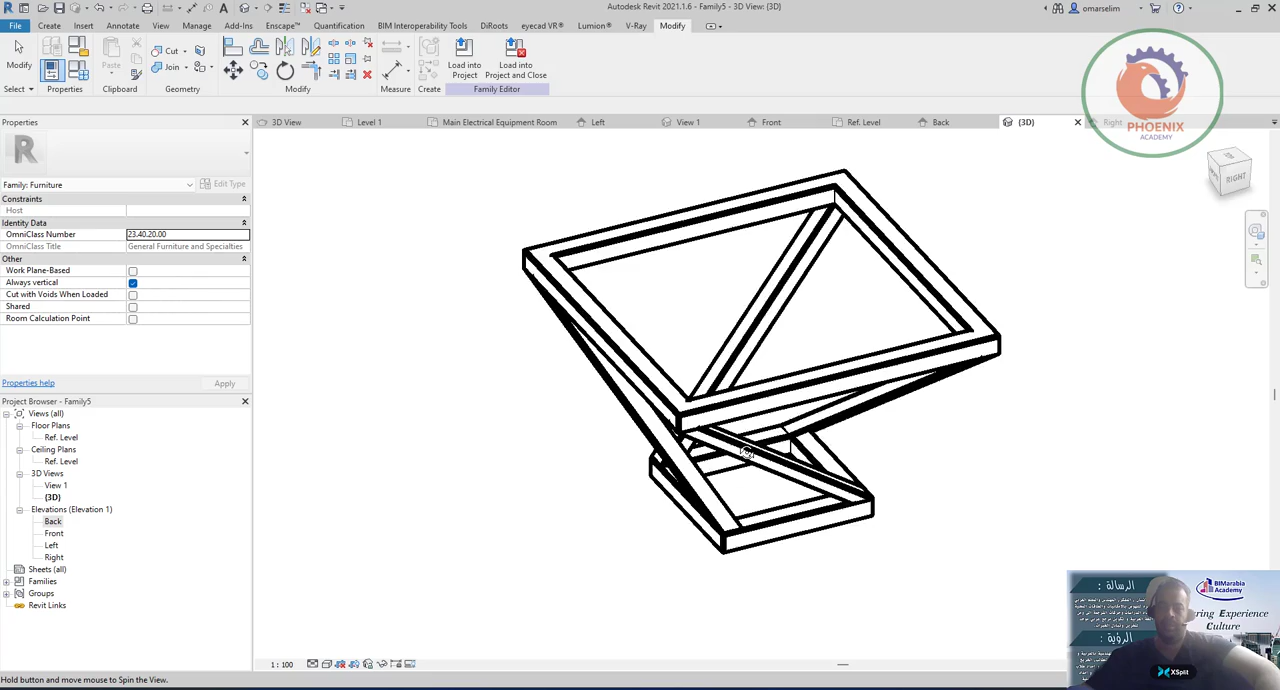 Autodesk Revit 2021.1.6 - Family5 - 3D View: {3D}
omarselim
File
Create
Insert
Annotate
View
Manage
Add-Ins
Enscape™
Quantification
BIM Interoperability Tools
DiRoots
eyecad VR®
Lumion®
V-Ray
Modify
Modify
Paste
Cut
Join
Load into
Project
Load into
Project and Close
Select
Properties
Clipboard
Geometry
Modify
Measure
Create
Family Editor
PHOENIX
ACADEMY
Properties
3D View
Level 1
Main Electrical Equipment Room
Left
View 1
Front
Ref. Level
Back
{3D}
Right
RIGHT
Family: Furniture
Edit Type
Constraints
Host
Identity Data
OmniClass Number
23.40.20.00
OmniClass Title
General Furniture and Specialties
Other
Work Plane-Based
Always vertical
Cut with Voids When Loaded
Shared
Room Calculation Point
Properties help
Apply
Project Browser - Family5
Views (all)
Floor Plans
Ref. Level
Ceiling Plans
Ref. Level
3D Views
View 1
{3D}
Elevations (Elevation 1)
Back
Front
Left
Right
Sheets (all)
Families
Groups
Revit Links
1 : 100
Hold button and move mouse to Spin the View.
الرسالة :
BIMarabia
Academy
Experience
Culture
الرؤية :
XSplit